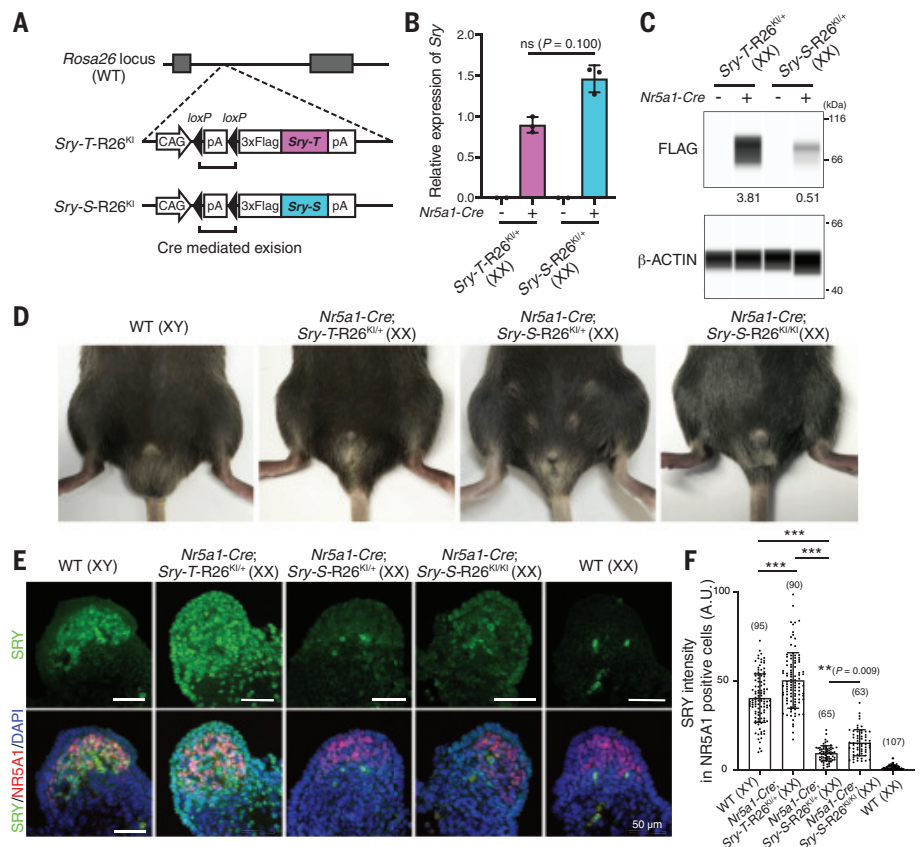 A
Rosa26 locus
(WT)
loxP loxP
Sry-T-R26KI
CAG pA 3xFlag Sry-T pA
Sry-S-R26KI
CAG pA 3xFlag Sry-S pA
Cre mediated exision
B
Relative expression of Sry
ns (P = 0.100)
2.0
1.5
1.0
0.5
0.0
Nr5a1-Cre - + - +
Sry-T-R26KI/+
(XX)
Sry-S-R26KI/+
(XX)
C
Sry-T-R26KI/+
(XX)
Sry-S-R26KI/+
(XX)
Nr5a1-Cre - + - +
(kDa)
116
FLAG
66
3.81 0.51
66
β-ACTIN
40
D
WT (XY)
Nr5a1-Cre;
Sry-T-R26KI/+ (XX)
Nr5a1-Cre;
Sry-S-R26KI/+ (XX)
Nr5a1-Cre;
Sry-S-R26KI/KI (XX)
E
WT (XY)
Nr5a1-Cre;
Sry-T-R26KI/+ (XX)
Nr5a1-Cre;
Sry-S-R26KI/+ (XX)
Nr5a1-Cre;
Sry-S-R26KI/KI (XX)
WT (XX)
SRY
SRY/NR5A1/DAPI
50 μm
F
SRY intensity
in NR5A1 positive cells (A.U.)
***
***
***
100
50
0
(95)
(90)
**(P = 0.009)
(65)
(63)
(107)
WT (XY)
Nr5a1-Cre;
Sry-T-R26KI/+ (XX)
Nr5a1-Cre;
Sry-S-R26KI/+ (XX)
Nr5a1-Cre;
Sry-S-R26KI/KI (XX)
WT (XX)